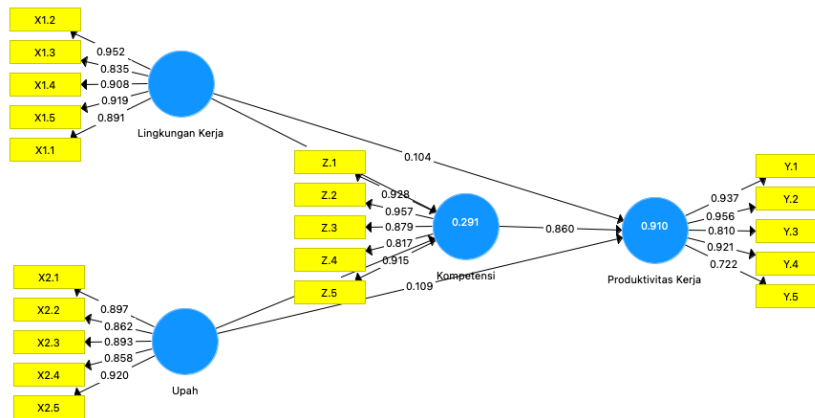 X1.2
X1.3
X1.4
X1.5
X1.1
0.952
0.835
0.908
0.919
0.891
Lingkungan Kerja
0.104
Z.1
Z.2
Z.3
Z.4
Z.5
0.928
0.957
0.879
0.817
0.915
0.291
Kompetensi
0.860
0.910
Produktivitas Kerja
0.937
0.956
0.810
0.921
0.722
Y.1
Y.2
Y.3
Y.4
Y.5
X2.1
X2.2
X2.3
X2.4
X2.5
0.897
0.862
0.893
0.858
0.920
Upah
0.109